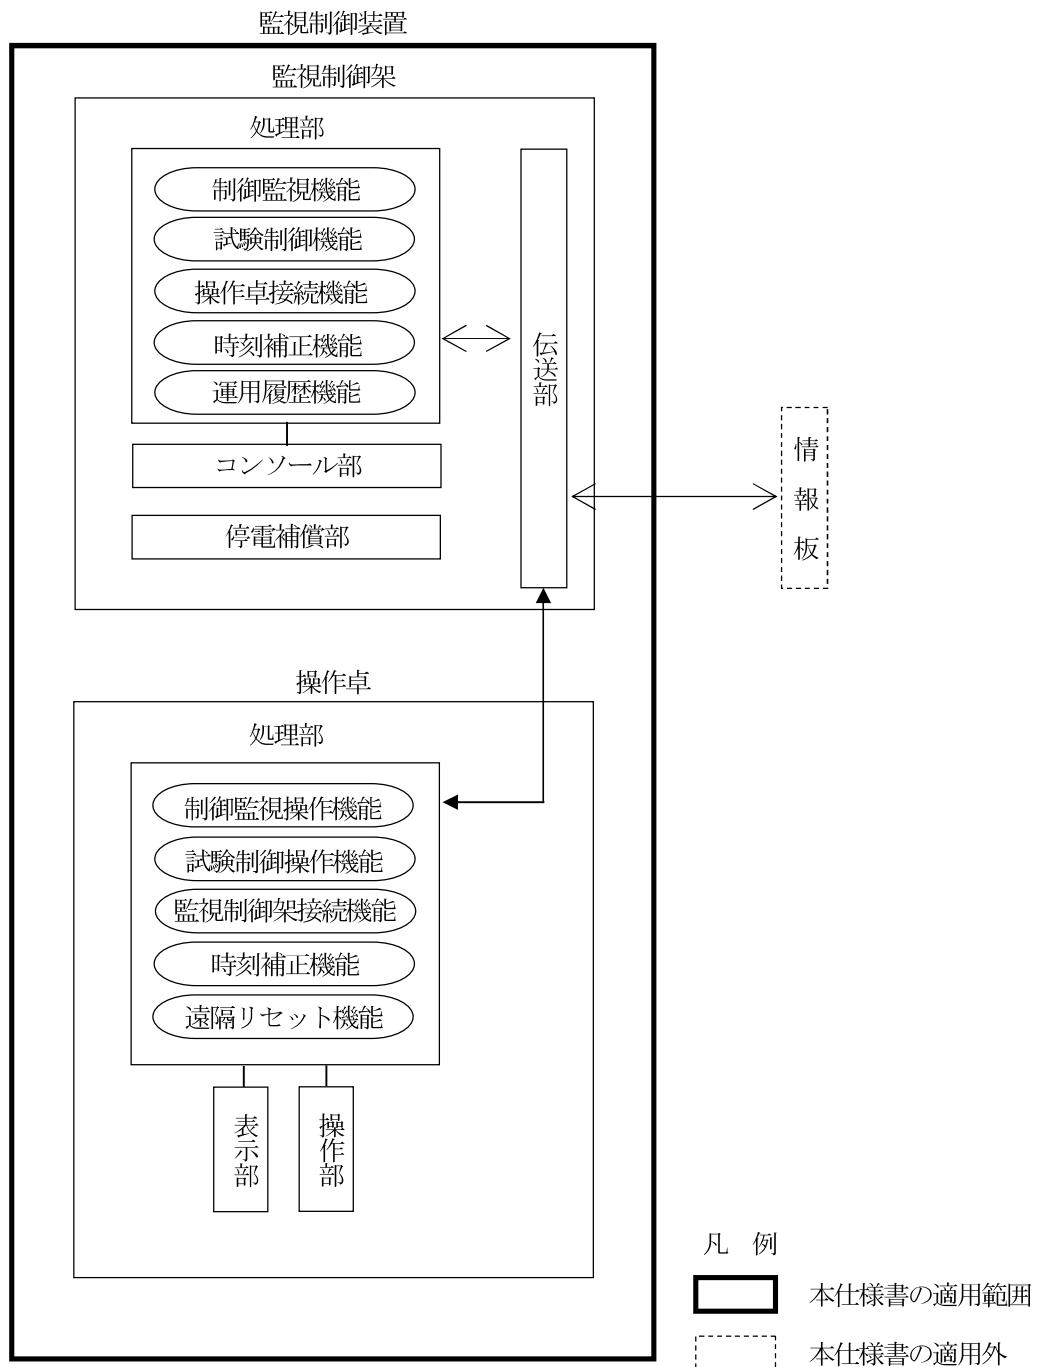 監視制御装置
監視制御架
処理部
制御監視機能
試験制御機能
操作卓接続機能
時刻補正機能
運用履歴機能
コンソール部
停電補償部
伝送部
情報板
操作卓
処理部
制御監視操作機能
試験制御操作機能
監視制御架接続機能
時刻補正機能
遠隔リセット機能
表示部
操作部
凡　例
本仕様書の適用範囲
本仕様書の適用外